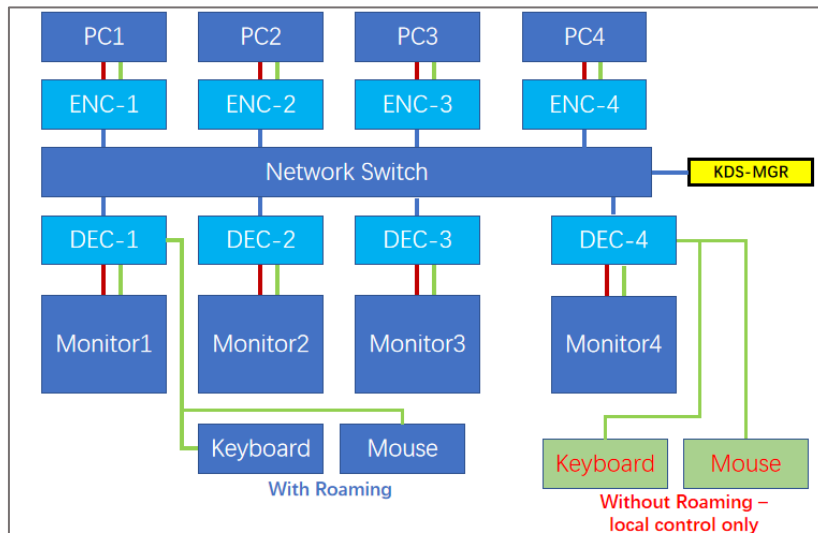 PC1 PC2 PC3 PC4
ENC-1 ENC-2 ENC-3 ENC-4
Network Switch
KDS-MGR
DEC-1 DEC-2 DEC-3 DEC-4
Monitor1 Monitor2 Monitor3 Monitor4
Keyboard Mouse
With Roaming
Keyboard Mouse
Without Roaming –
local control only